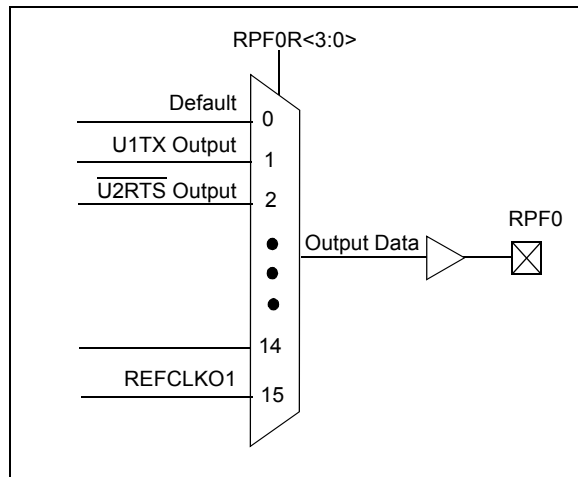 RPF0R<3:0>
Default
0
U1TX Output
1
U2RTS Output
2
RPF0
Output Data
14
REFCLKO1
15